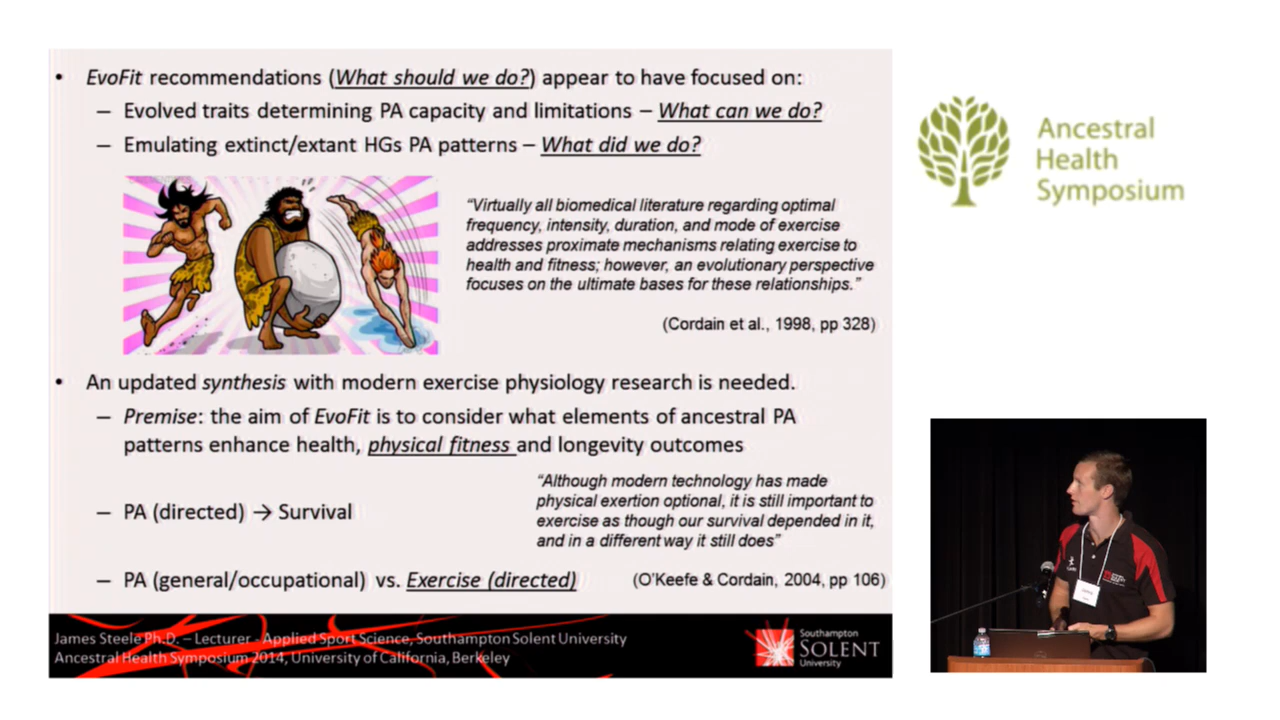 • EvoFit recommendations (What should we do?) appear to have focused on:
– Evolved traits determining PA capacity and limitations – What can we do?
– Emulating extinct/extant HGs PA patterns – What did we do?
"Virtually all biomedical literature regarding optimal
frequency, intensity, duration, and mode of exercise
addresses proximate mechanisms relating exercise to
health and fitness; however, an evolutionary perspective
focuses on the ultimate bases for these relationships."
(Cordain et al., 1998, pp 328)
• An updated synthesis with modern exercise physiology research is needed.
– Premise: the aim of EvoFit is to consider what elements of ancestral PA
patterns enhance health, physical fitness and longevity outcomes
– PA (directed) → Survival
"Although modern technology has made
physical exertion optional, it is still important to
exercise as though our survival depended in it,
and in a different way it still does"
– PA (general/occupational) vs. Exercise (directed)
(O'Keefe & Cordain, 2004, pp 106)
James Steele Ph.D. – Lecturer - Applied Sport Science, Southampton Solent University
Ancestral Health Symposium 2014, University of California, Berkeley
Southampton
SOLENT
University
Ancestral
Health
Symposium